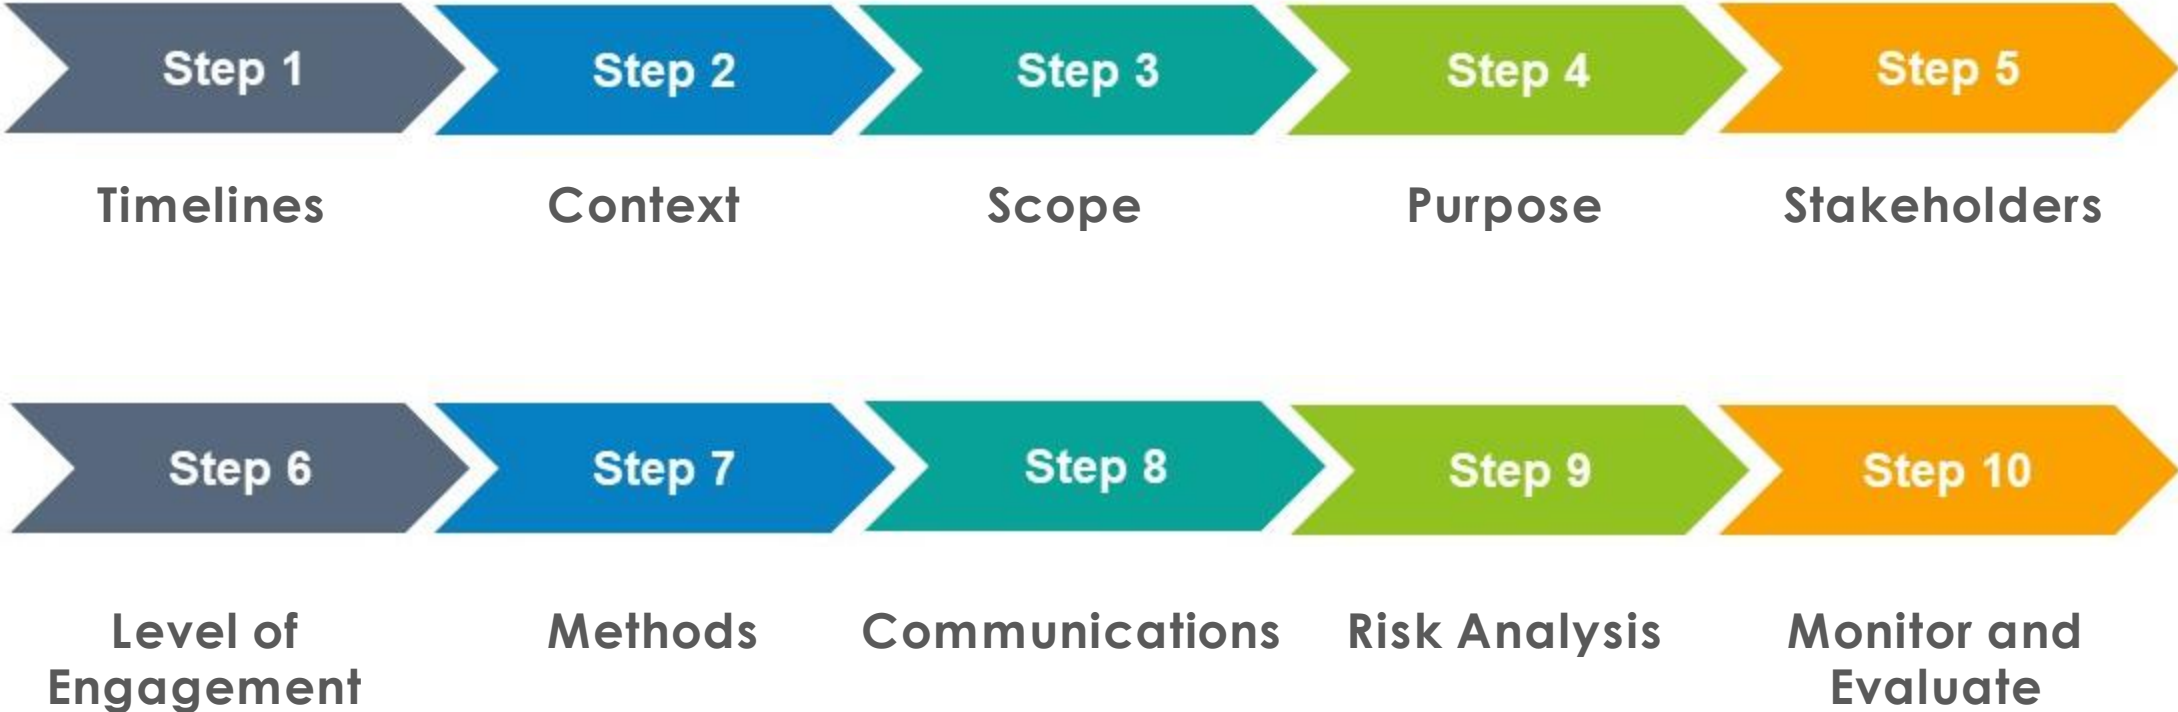 Step 1
Step 2
Step 3
Step 4
Step 5
Timelines
Context
Scope
Purpose
Stakeholders
Step 6
Step 7
Step 8
Step 9
Step 10
Level of
Engagement
Methods
Communications
Risk Analysis
Monitor and
Evaluate